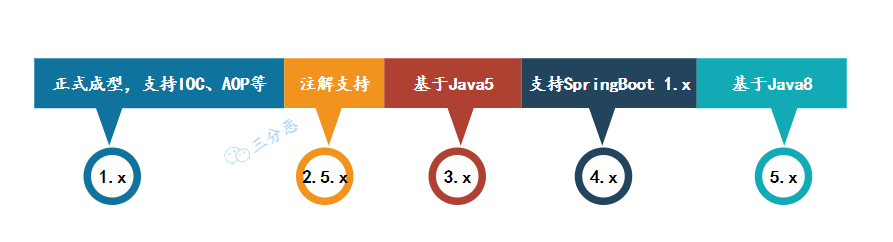 正式成型，支持IOC、AOP等
注解支持
基于Java5
支持SpringBoot 1.x
基于Java8
三分恶
1.x
2.5.x
3.x
4.x
5.x